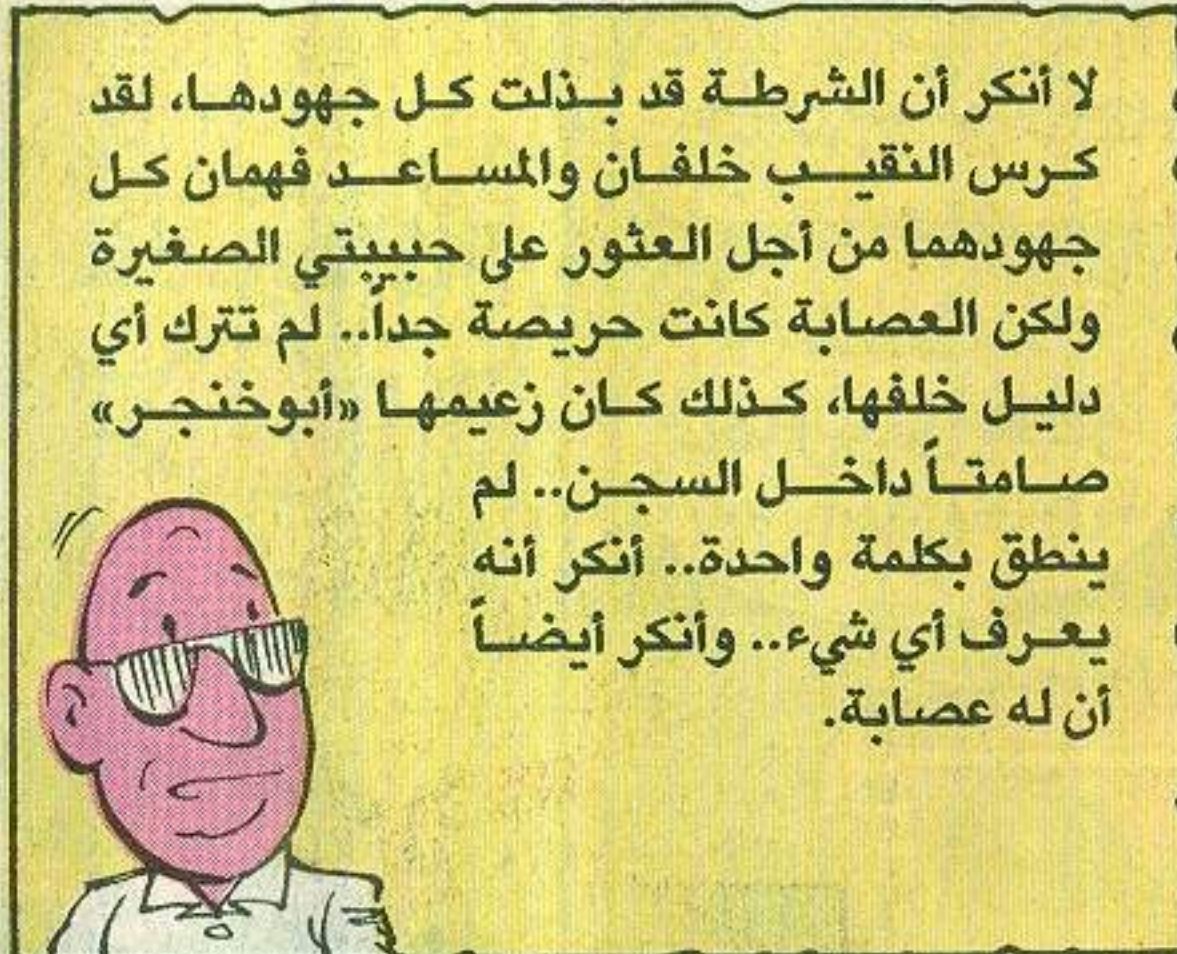 لا أنكر أن الشرطة قد بذلت كل جهودها، لقد
كرس النقيب خلفان والمساعد فهمان كل
جهودهما من أجل العثور على حبيبتي الصغيرة
ولكن العصابة كانت حريصة جداً.. لم تترك أي
دليل خلفها، كذلك كان زعيمها «أبوخنجر»
صامتاً داخل السجن.. لم
ينطق بكلمة واحدة.. أنكر أنه
يعرف أي شيء.. وأنكر أيضاً
أن له عصابة.